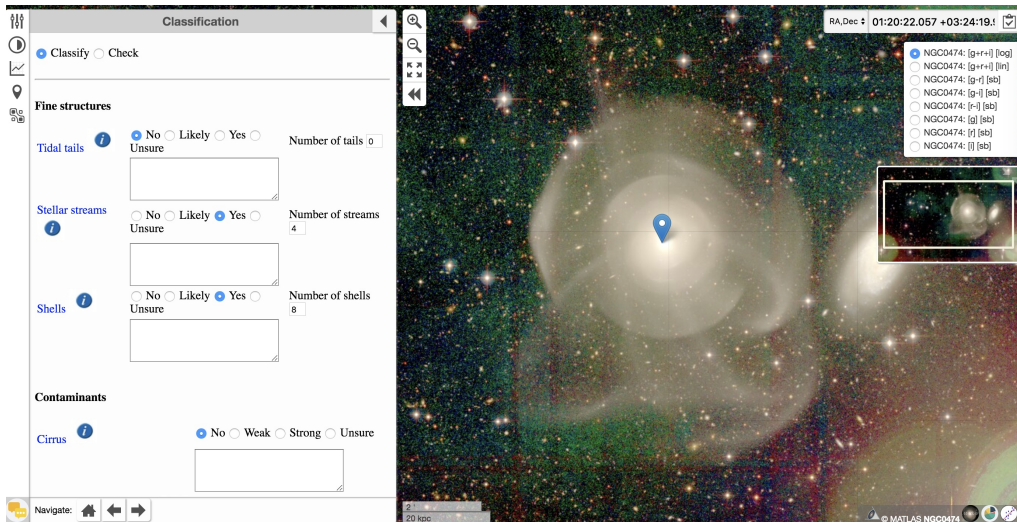 Classification
Classify Check
Fine structures
Tidal tails
No Likely Yes
Unsure
Number of tails 0
Stellar streams
No Likely Yes
Unsure
Number of streams
4
Shells
No Likely Yes
Unsure
Number of shells
8
Contaminants
Cirrus
No Weak Strong Unsure
Navigate:
RA,Dec 01:20:22.057 +03:24:19.
NGC0474: [g+r+i] [log]
NGC0474: [g+r+i] [lin]
NGC0474: [g-r] [sb]
NGC0474: [g-i] [sb]
NGC0474: [r-i] [sb]
NGC0474: [g] [sb]
NGC0474: [r] [sb]
NGC0474: [i] [sb]
2'
20 kpc
© MATLAS NGC0474